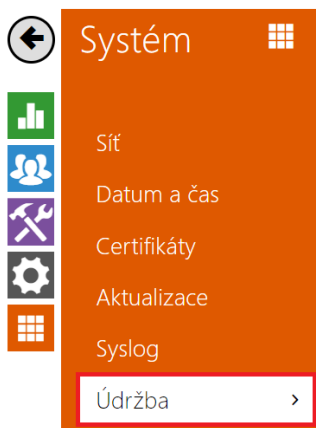 Systém
Síť
Datum a čas
Certifikáty
Aktualizace
Syslog
Údržba